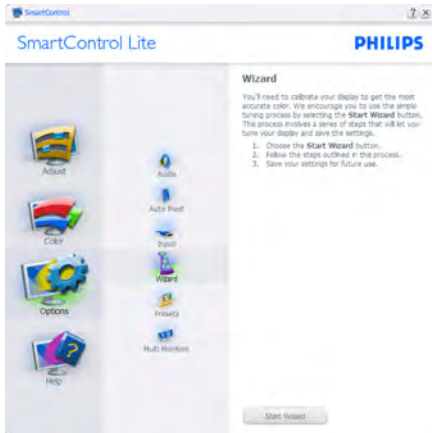 SmartControl
SmartControl Lite
PHILIPS
Adjust
Color
Options
Help
Audio
Auto Pivot
Input
Wizard
Presets
Multi Monitors
Wizard
You'll need to calibrate your display to get the most
accurate color. We encourage you to use the simple
tuning process by selecting the Start Wizard button.
This process involves a series of steps that will let you
tune your display and save the settings.
1. Choose the Start Wizard button.
2. Follow the steps outlined in this process.
3. Save your settings for future use.
Start Wizard